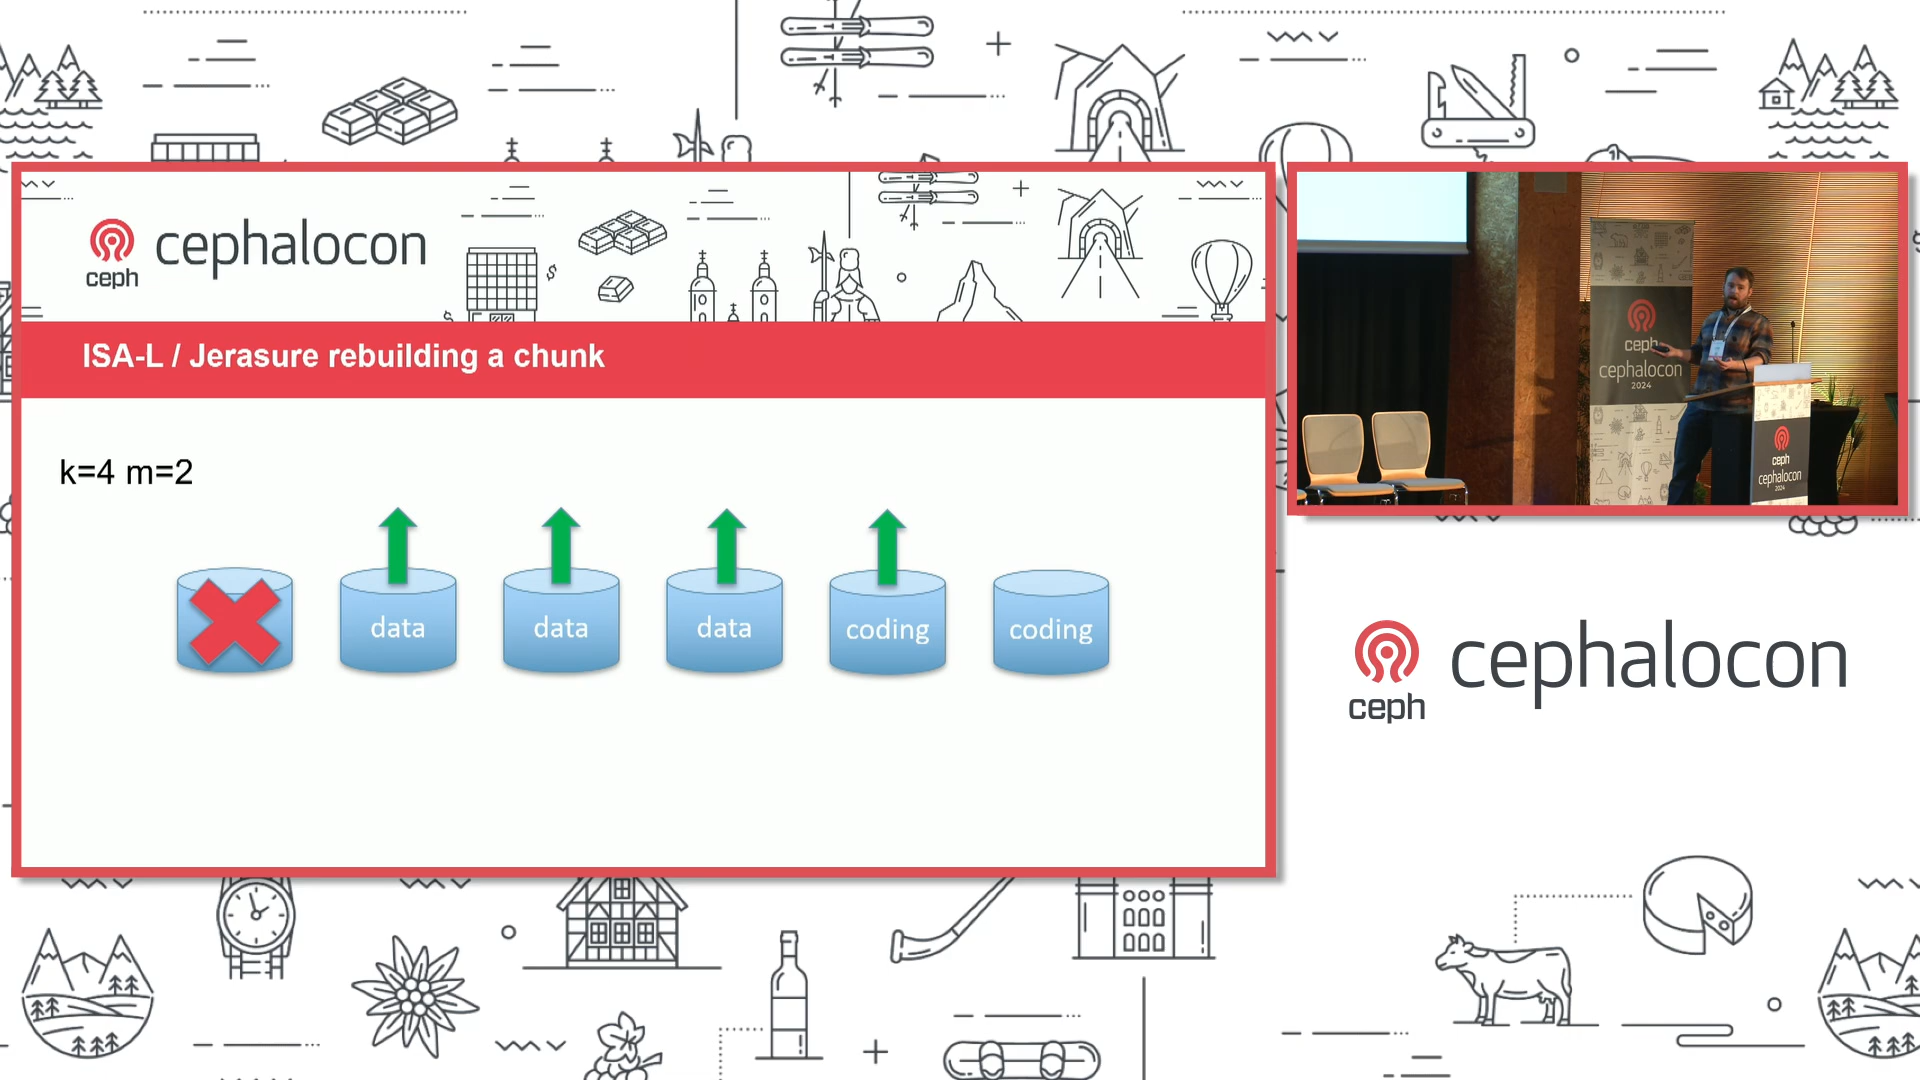 ceph
cephalocon
ISA-L / Jerasure rebuilding a chunk
k=4 m=2
data
data
data
coding
coding
ceph
cephalocon
2024
ceph
cephalocon
2024
ceph
cephalocon